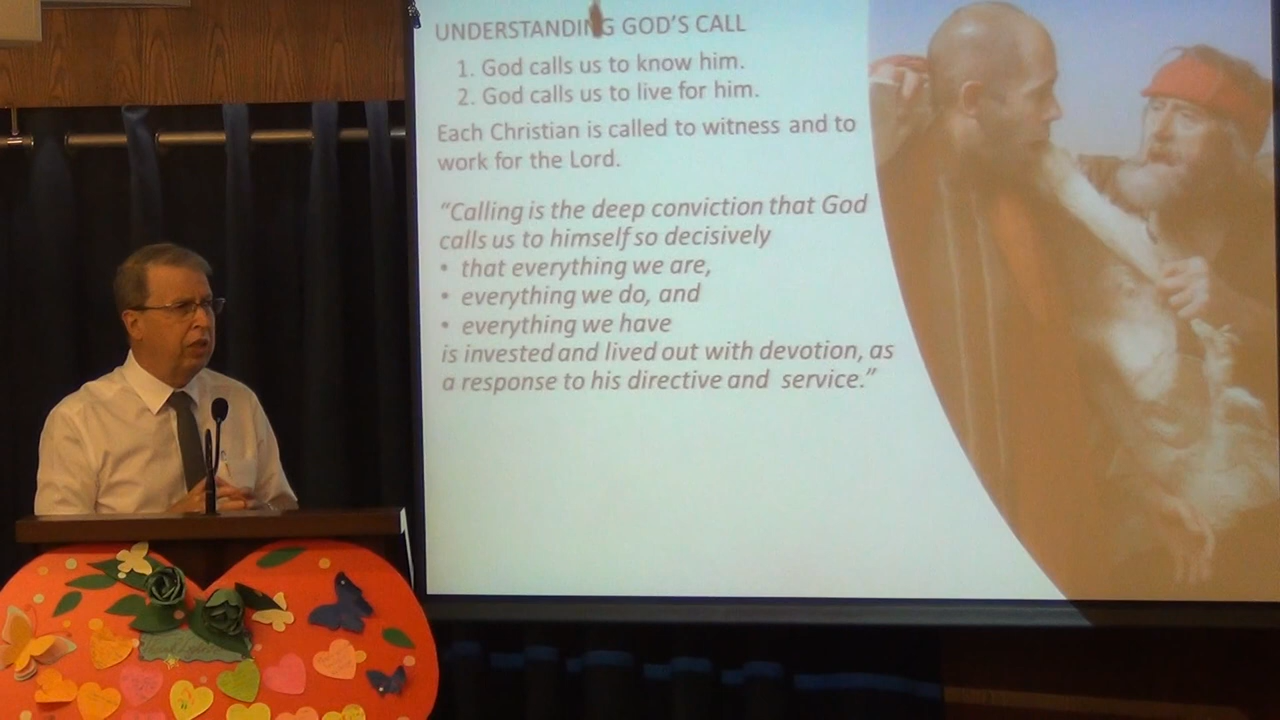 UNDERSTANDING GOD'S CALL
1. God calls us to know him.
2. God calls us to live for him.
Each Christian is called to witness and to
work for the Lord.
"Calling is the deep conviction that God
calls us to himself so decisively
• that everything we are,
• everything we do, and
• everything we have
is invested and lived out with devotion, as
a response to his directive and service."